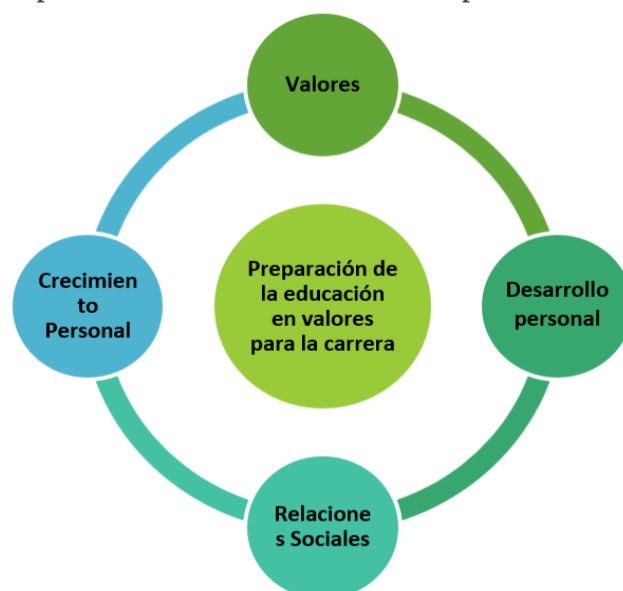 Valores
Preparación de
la educación
en valores
para la carrera
Crecimien
to
Personal
Desarrollo
personal
Relacione
s Sociales